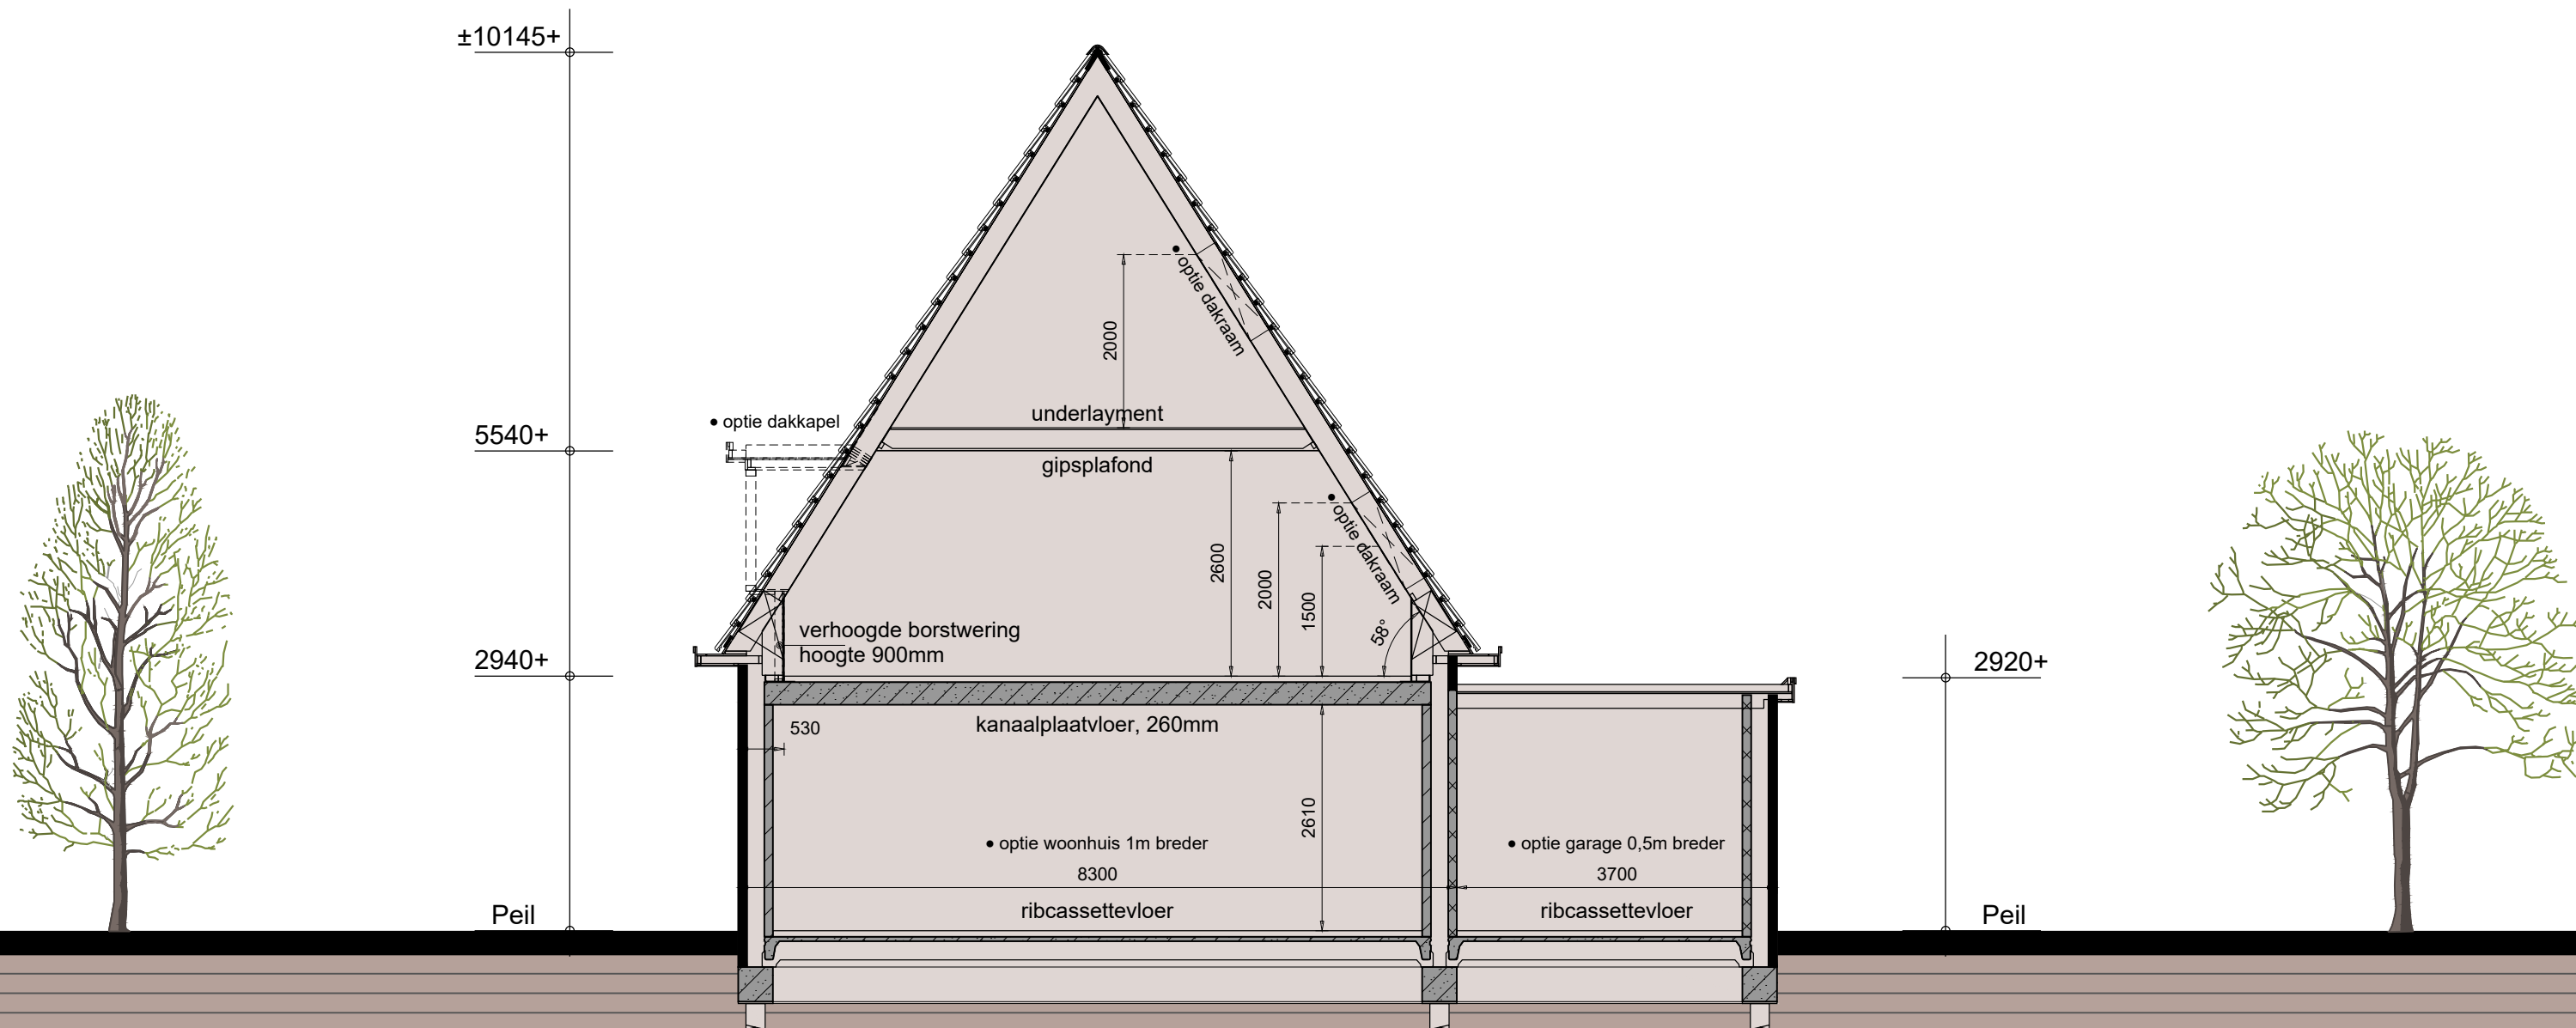 ±10145+
• optie dakraam
2000
underlayment
• optie dakkapel
5540+
gipsplafond
• optie dakraam
2600
2000
1500
58°
verhoogde borstwering
hoogte 900mm
2940+
2920+
530
kanaalplaatvloer, 260mm
2610
• optie woonhuis 1m breder
• optie garage 0,5m breder
8300
3700
ribcassettevloer
ribcassettevloer
Peil
Peil